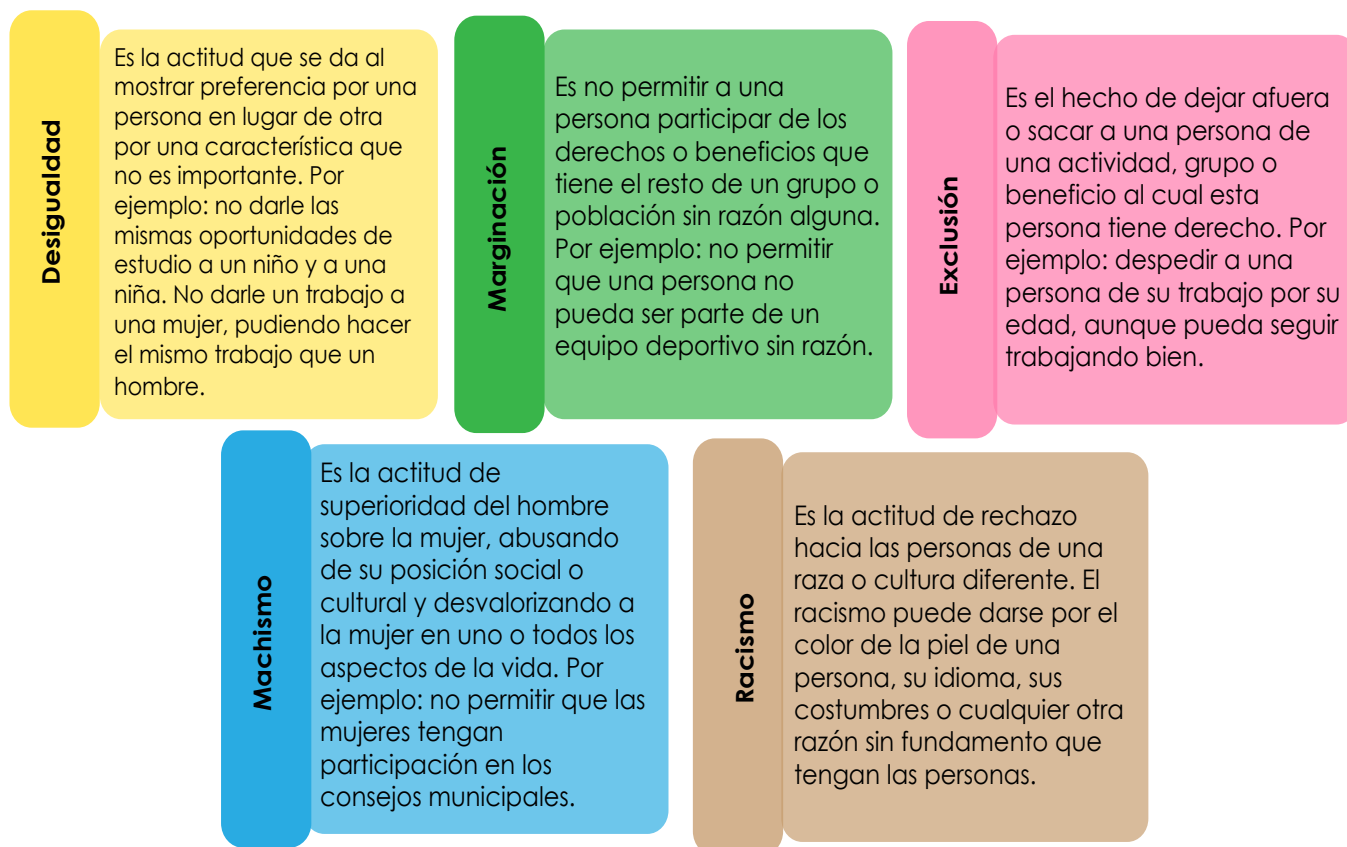 Desigualdad
Es la actitud que se da al
mostrar preferencia por una
persona en lugar de otra
por una característica que
no es importante. Por
ejemplo: no darle las
mismas oportunidades de
estudio a un niño y a una
niña. No darle un trabajo a
una mujer, pudiendo hacer
el mismo trabajo que un
hombre.
Marginación
Es no permitir a una
persona participar de los
derechos o beneficios que
tiene el resto de un grupo o
población sin razón alguna.
Por ejemplo: no permitir
que una persona no
pueda ser parte de un
equipo deportivo sin razón.
Exclusión
Es el hecho de dejar afuera
o sacar a una persona de
una actividad, grupo o
beneficio al cual esta
persona tiene derecho. Por
ejemplo: despedir a una
persona de su trabajo por su
edad, aunque pueda seguir
trabajando bien.
Machismo
Es la actitud de
superioridad del hombre
sobre la mujer, abusando
de su posición social o
cultural y desvalorizando a
la mujer en uno o todos los
aspectos de la vida. Por
ejemplo: no permitir que las
mujeres tengan
participación en los
consejos municipales.
Racismo
Es la actitud de rechazo
hacia las personas de una
raza o cultura diferente. El
racismo puede darse por el
color de la piel de una
persona, su idioma, sus
costumbres o cualquier otra
razón sin fundamento que
tengan las personas.